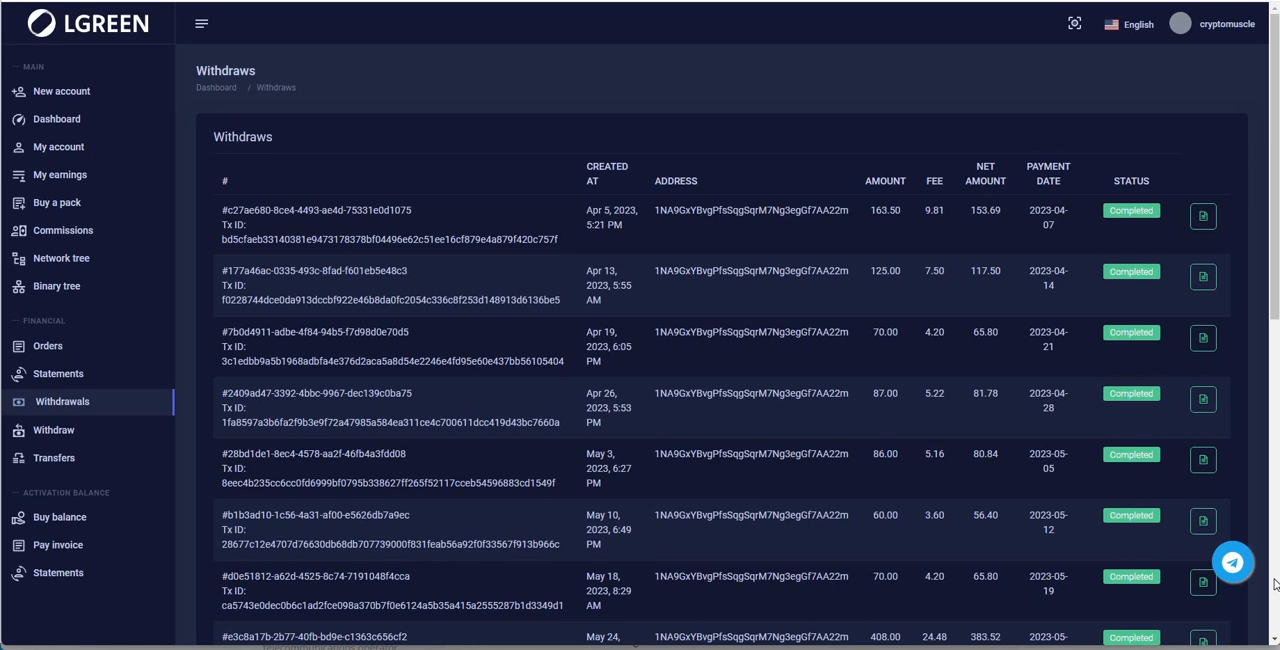 LGREEN
English
cryptomuscle
MAIN
New account
Dashboard
My account
My earnings
Buy a pack
Commissions
Network tree
Binary tree
FINANCIAL
Orders
Statements
Withdrawals
Withdraw
Transfers
ACTIVATION BALANCE
Buy balance
Pay invoice
Statements
Withdraws
Dashboard / Withdraws
Withdraws
# CREATED AT ADDRESS AMOUNT FEE NET AMOUNT PAYMENT DATE STATUS
#c27ae680-8ce4-4493-ae4d-75331e0d1075 Apr 5, 2023, 1NA9GxYBvgPfsSqgSqrM7Ng3egGf7AA22m 163.50 9.81 153.69 2023-04- Completed
Tx ID: 5:21 PM 07
bd5cfaeb33140381e9473178378bf04496e62c51ee16cf879e4a879f420c757f
#177a46ac-0335-493c-8fad-f601eb5e48c3 Apr 13, 1NA9GxYBvgPfsSqgSqrM7Ng3egGf7AA22m 125.00 7.50 117.50 2023-04- Completed
Tx ID: 2023, 5:55 14
f0228744dce0da913dccbf922e46b8da0fc2054c336c8f253d148913d6136be5 AM
#7b0d4911-adbe-4f84-94b5-f7d98d0e70d5 Apr 19, 1NA9GxYBvgPfsSqgSqrM7Ng3egGf7AA22m 70.00 4.20 65.80 2023-04- Completed
Tx ID: 2023, 6:05 21
3c1edbb9a5b1968adbfa4e376d2aca5a8d54e2246e4fd95e60e437bb56105404 PM
#2409ad47-3392-4bbc-9967-dec139c0ba75 Apr 26, 1NA9GxYBvgPfsSqgSqrM7Ng3egGf7AA22m 87.00 5.22 81.78 2023-04- Completed
Tx ID: 2023, 5:53 28
1fa8597a3b6fa2f9b3e9f72a47985a584ea311ce4c700611dcc419d43bc7660a PM
#28bd1de1-8ec4-4578-aa2f-46fb4a3fdd08 May 3, 1NA9GxYBvgPfsSqgSqrM7Ng3egGf7AA22m 86.00 5.16 80.84 2023-05- Completed
Tx ID: 2023, 6:27 05
8eec4b235cc6cc0fd6999bf0795b338627ff265f52117cceb54596883cd1549f PM
#b1b3ad10-1c56-4a31-af00-e5626db7a9ec May 10, 1NA9GxYBvgPfsSqgSqrM7Ng3egGf7AA22m 60.00 3.60 56.40 2023-05- Completed
Tx ID: 2023, 6:49 12
28677c12e4707d76630db68db707739000f831feab56a92f0f33567f913b966c PM
#d0e51812-a62d-4525-8c74-7191048f4cca May 18, 1NA9GxYBvgPfsSqgSqrM7Ng3egGf7AA22m 70.00 4.20 65.80 2023-05- Completed
Tx ID: 2023, 8:29 19
ca5743e0dec0b6c1ad2fce098a370b7f0e6124a5b35a415a2555287b1d3349d1 AM
#e3c8a17b-2b77-40fb-bd9e-c1363c656cf2 May 24, 1NA9GxYBvgPfsSqgSqrM7Ng3egGf7AA22m 408.00 24.48 383.52 2023-05- Completed